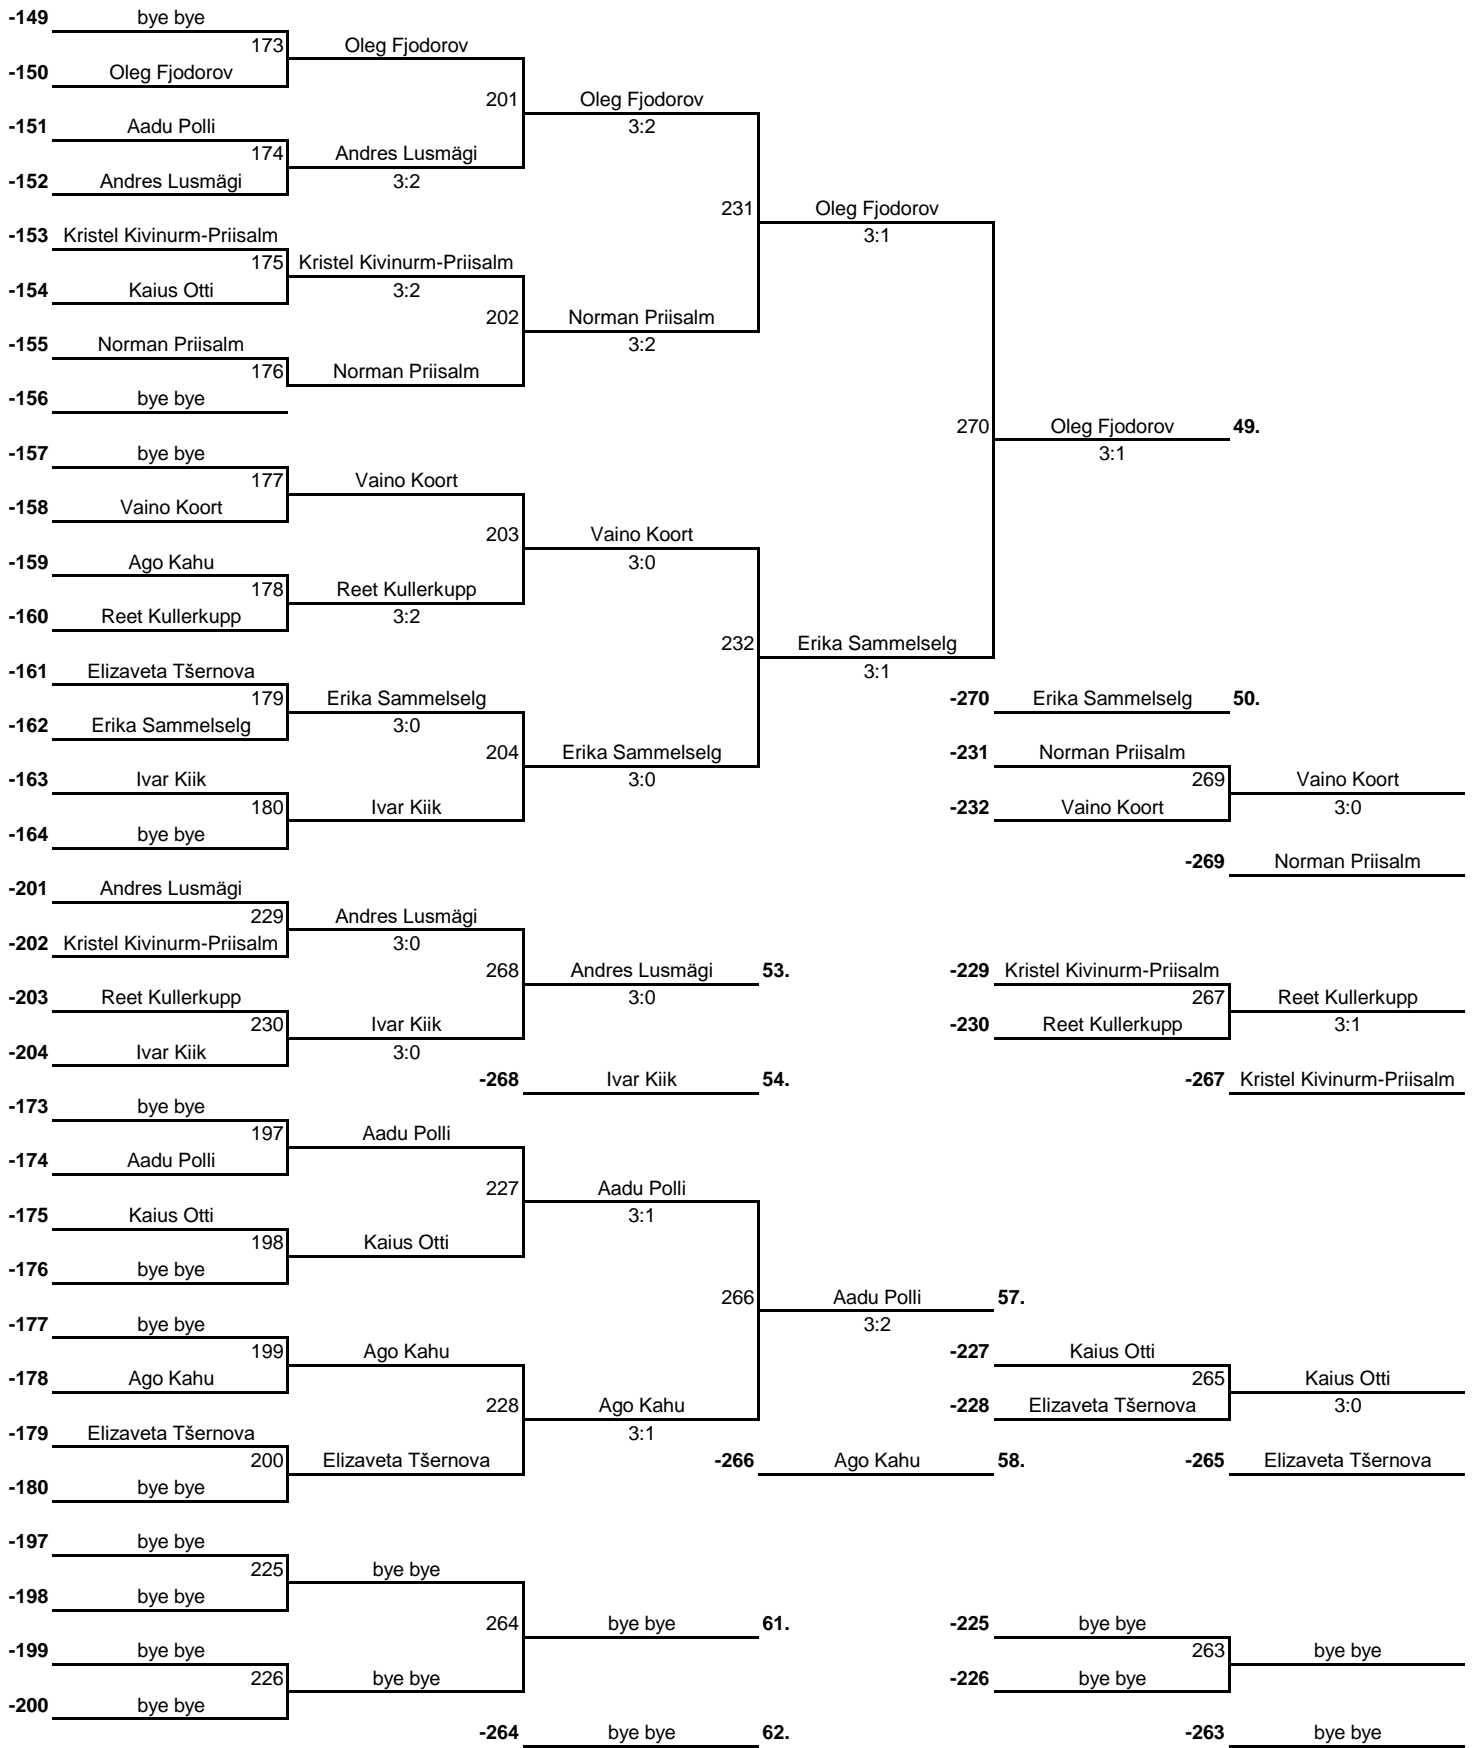 -149 bye bye
173 Oleg Fjodorov
-150 Oleg Fjodorov
201 Oleg Fjodorov
-151 Aadu Polli 3:2
174 Andres Lusmägi
-152 Andres Lusmägi 3:2
231 Oleg Fjodorov
-153 Kristel Kivinurm-Priisalm 3:1
175 Kristel Kivinurm-Priisalm
-154 Kaius Otti 3:2
202 Norman Priisalm
-155 Norman Priisalm 3:2
176 Norman Priisalm
-156 bye bye
270 Oleg Fjodorov 49.
-157 bye bye 3:1
177 Vaino Koort
-158 Vaino Koort
203 Vaino Koort
-159 Ago Kahu 3:0
178 Reet Kullerkupp
-160 Reet Kullerkupp 3:2
232 Erika Sammelselg
-161 Elizaveta Tšernova 3:1
179 Erika Sammelselg -270 Erika Sammelselg 50.
-162 Erika Sammelselg 3:0
204 Erika Sammelselg -231 Norman Priisalm
-163 Ivar Kiik 3:0 269 Vaino Koort
180 Ivar Kiik -232 Vaino Koort 3:0
-164 bye bye
-269 Norman Priisalm
-201 Andres Lusmägi
229 Andres Lusmägi
-202 Kristel Kivinurm-Priisalm 3:0
268 Andres Lusmägi 53. -229 Kristel Kivinurm-Priisalm
-203 Reet Kullerkupp 3:0 267 Reet Kullerkupp
230 Ivar Kiik -230 Reet Kullerkupp 3:1
-204 Ivar Kiik 3:0
-268 Ivar Kiik 54. -267 Kristel Kivinurm-Priisalm
-173 bye bye
197 Aadu Polli
-174 Aadu Polli
227 Aadu Polli
-175 Kaius Otti 3:1
198 Kaius Otti
-176 bye bye
266 Aadu Polli 57.
-177 bye bye 3:2
199 Ago Kahu -227 Kaius Otti
-178 Ago Kahu 265 Kaius Otti
228 Ago Kahu -228 Elizaveta Tšernova 3:0
-179 Elizaveta Tšernova 3:1
200 Elizaveta Tšernova -266 Ago Kahu 58. -265 Elizaveta Tšernova
-180 bye bye
-197 bye bye
225 bye bye
-198 bye bye
264 bye bye 61. -225 bye bye
-199 bye bye 263 bye bye
226 bye bye -226 bye bye
-200 bye bye
-264 bye bye 62. -263 bye bye